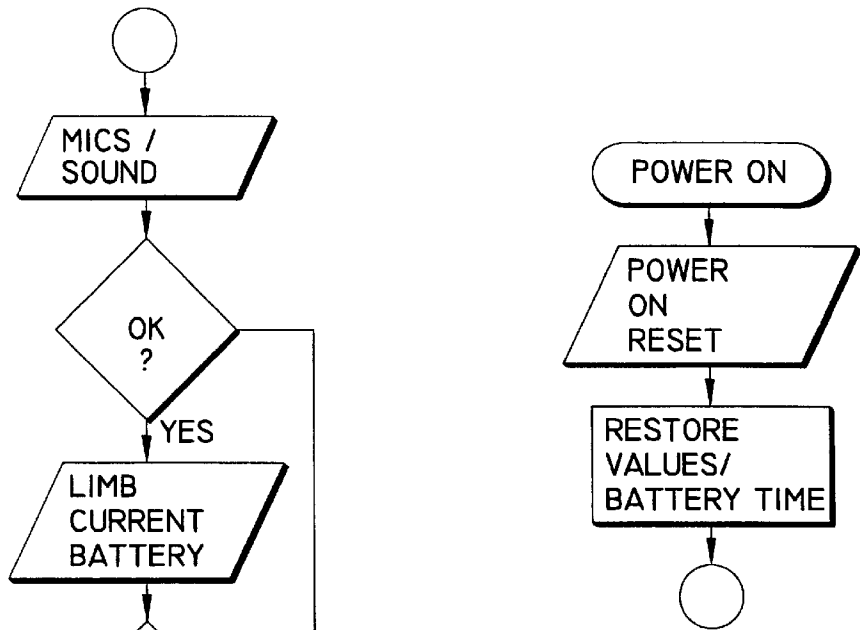 MICS /
SOUND
OK
?
YES
LIMB
CURRENT
BATTERY
POWER ON
POWER
ON
RESET
RESTORE
VALUES/
BATTERY TIME